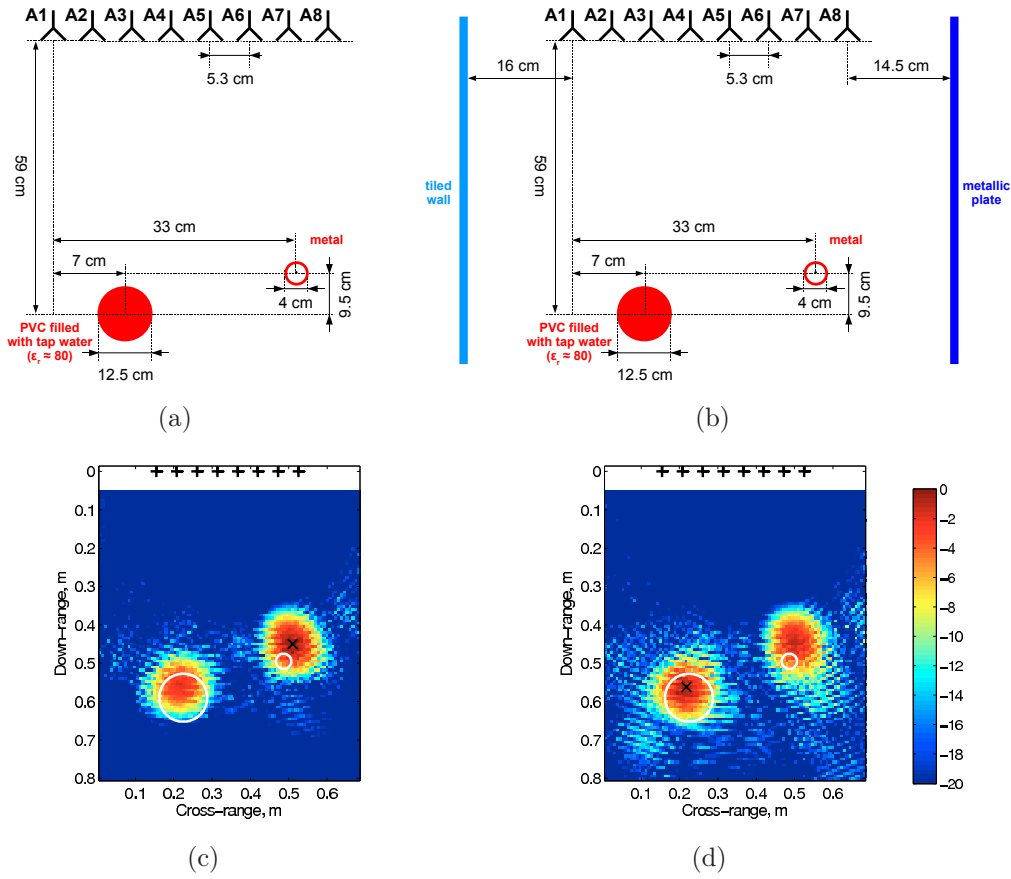 A1 A2 A3 A4 A5 A6 A7 A8
5.3 cm
59 cm
33 cm
metal
7 cm
4 cm
9.5 cm
PVC filled
with tap water
(εr ≈ 80)
12.5 cm
(a)
A1 A2 A3 A4 A5 A6 A7 A8
16 cm
5.3 cm
14.5 cm
59 cm
tiled
wall
metallic
plate
33 cm
metal
7 cm
4 cm
9.5 cm
PVC filled
with tap water
(εr ≈ 80)
12.5 cm
(b)
0
0.1
0.2
0.3
0.4
0.5
0.6
0.7
0.8
Down-range, m
0.1 0.2 0.3 0.4 0.5 0.6
Cross-range, m
(c)
0
0.1
0.2
0.3
0.4
0.5
0.6
0.7
0.8
Down-range, m
0.1 0.2 0.3 0.4 0.5 0.6
Cross-range, m
(d)
0
−2
−4
−6
−8
−10
−12
−14
−16
−18
−20